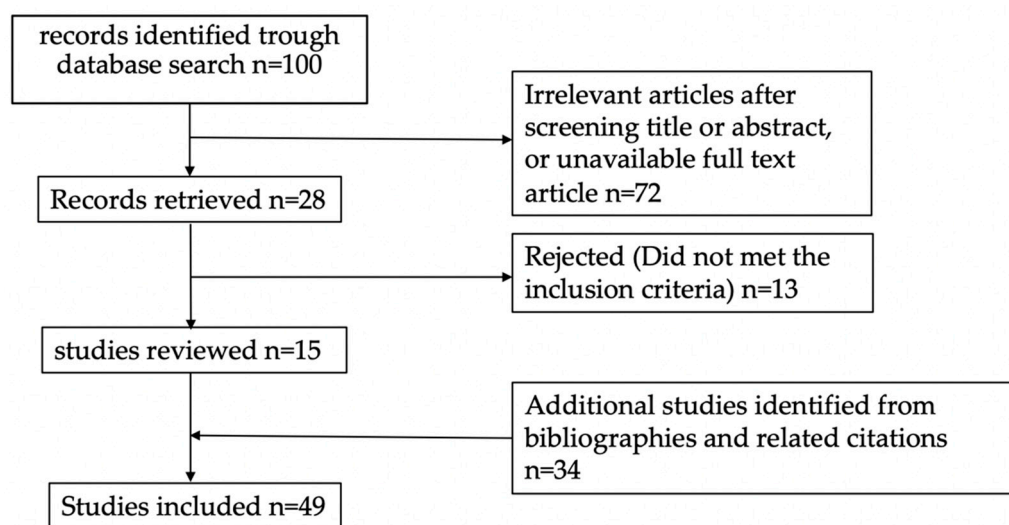 records identified trough
database search n=100
Irrelevant articles after
screening title or abstract,
or unavailable full text
article n=72
Records retrieved n=28
Rejected (Did not met the
inclusion criteria) n=13
studies reviewed n=15
Additional studies identified from
bibliographies and related citations
n=34
Studies included n=49